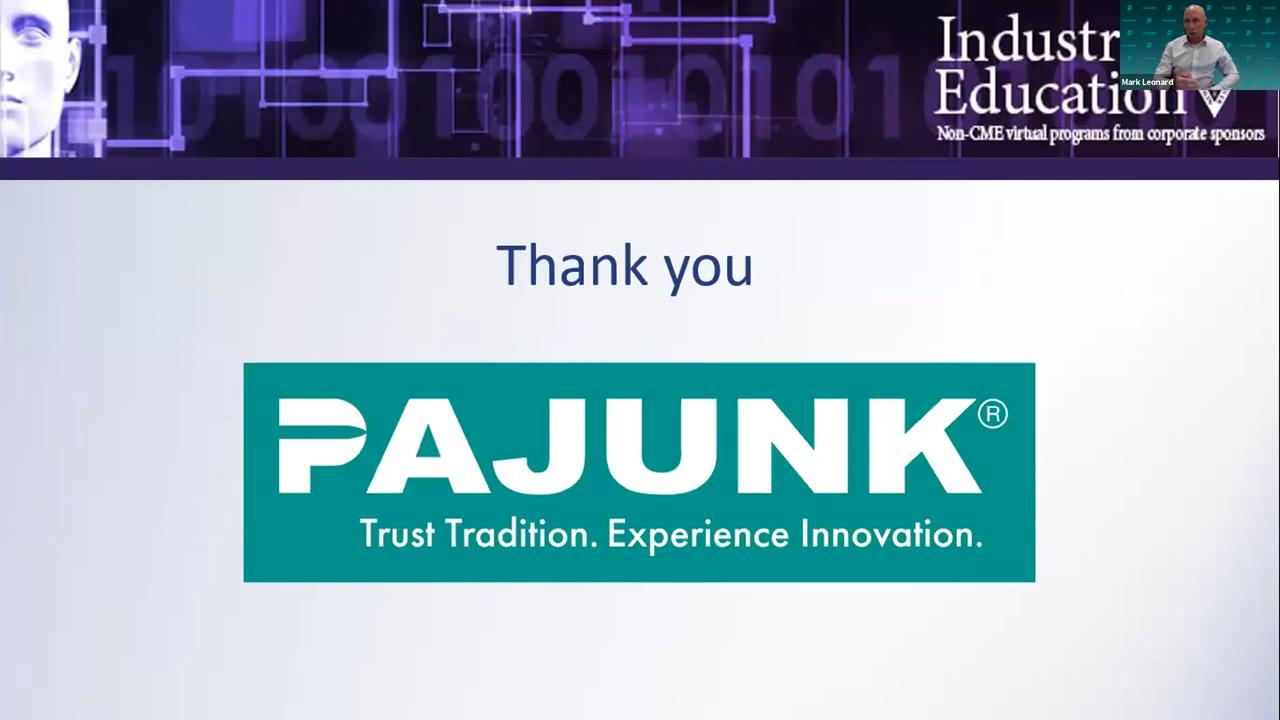 Industr
Education
Non-CME virtual programs from corporate sponsors
Mark Leonard
Thank you
PAJUNK®
Trust Tradition. Experience Innovation.